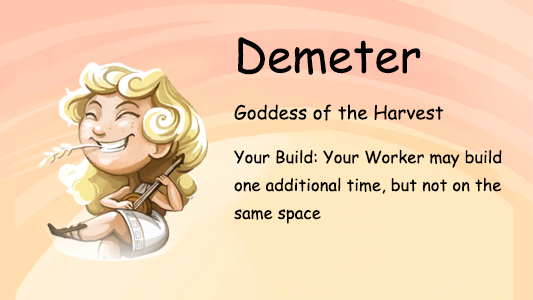 Demeter
Goddess of the Harvest
Your Build: Your Worker may build
one additional time, but not on the
same space